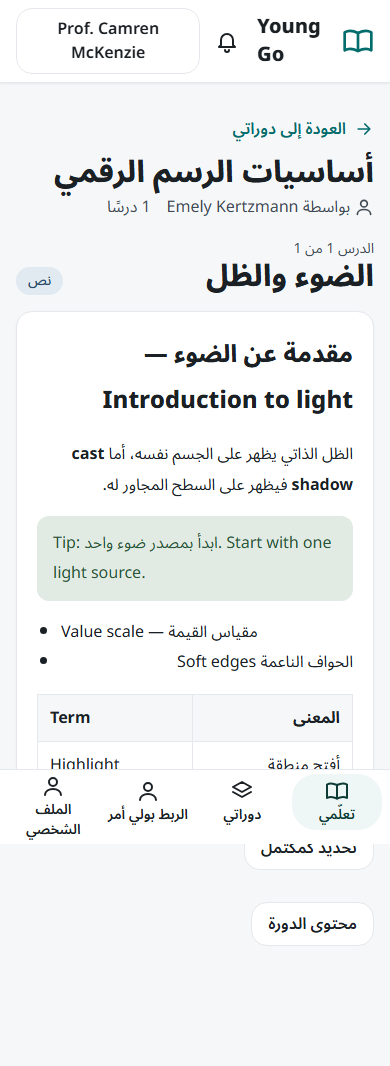 Young Go
Prof. Camren McKenzie
العودة إلى دوراتي
أساسيات الرسم الرقمي
بواسطة Emely Kertzmann
1 درسًا
الدرس 1 من 1
الضوء والظل
نص
مقدمة عن الضوء —
Introduction to light
الظل الذاتي يظهر على الجسم نفسه، أما cast
shadow فيظهر على السطح المجاور له.
Tip: ابدأ بمصدر ضوء واحد. Start with one
light source.
Value scale — مقياس القيمة
الحواف الناعمة Soft edges
المعنى
Term
أفتح منطقة
Highlight
تعلّمي
دوراتي
الربط بولي أمر
الملف الشخصي
تحديد كمكتمل
محتوى الدورة